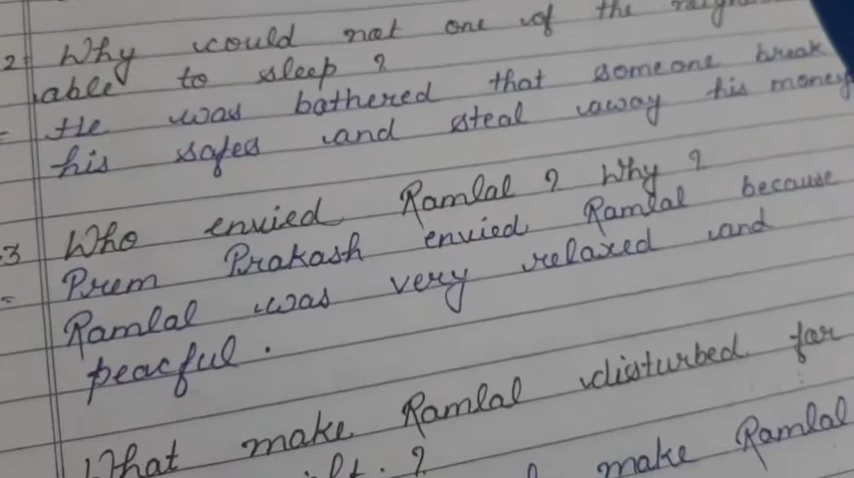 2 Why could not one of the
able to sleep ?
= He was bathered that someone break
his safes and steal away his money
3 Who envied Ramlal ? Why ?
= Prem Prakash envied Ramlal because
Ramlal was very relaxed and
peacful .
What make Ramlal disturbed for
?
make Ramlal